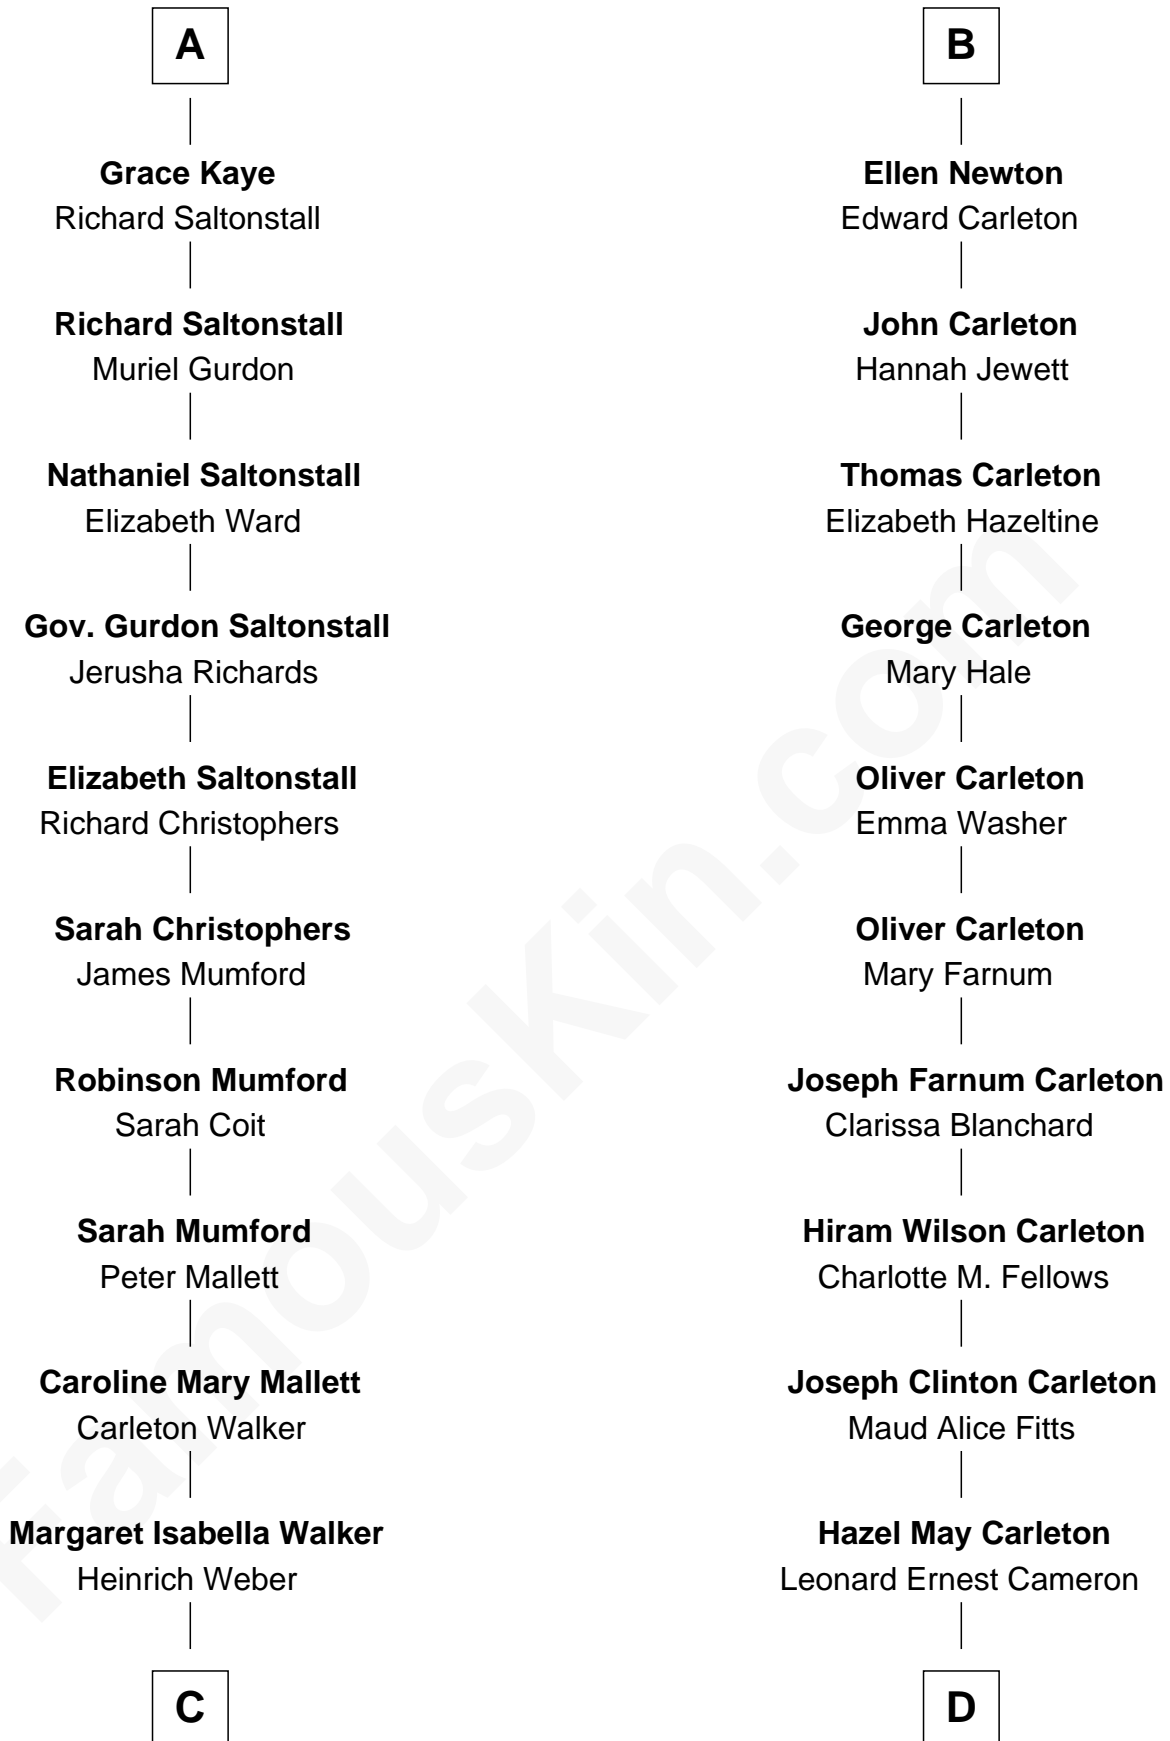 A
Grace Kaye
Richard Saltonstall
Richard Saltonstall
Muriel Gurdon
Nathaniel Saltonstall
Elizabeth Ward
Gov. Gurdon Saltonstall
Jerusha Richards
Elizabeth Saltonstall
Richard Christophers
Sarah Christophers
James Mumford
Robinson Mumford
Sarah Coit
Sarah Mumford
Peter Mallett
Caroline Mary Mallett
Carleton Walker
Margaret Isabella Walker
Heinrich Weber
C
B
Ellen Newton
Edward Carleton
John Carleton
Hannah Jewett
Thomas Carleton
Elizabeth Hazeltine
George Carleton
Mary Hale
Oliver Carleton
Emma Washer
Oliver Carleton
Mary Farnum
Joseph Farnum Carleton
Clarissa Blanchard
Hiram Wilson Carleton
Charlotte M. Fellows
Joseph Clinton Carleton
Maud Alice Fitts
Hazel May Carleton
Leonard Ernest Cameron
D
FamousKin.com